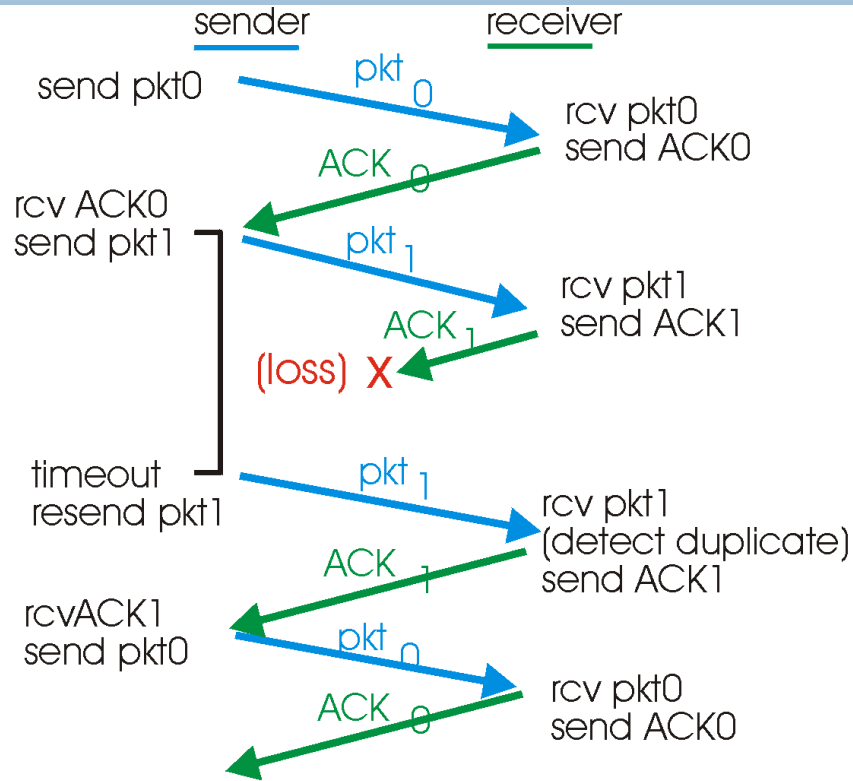 sender
receiver
send pkt0
pkt 0
rcv pkt0
send ACK0
ACK 0
rcv ACK0
send pkt1
pkt 1
rcv pkt1
send ACK1
ACK 1
(loss) X
timeout
resend pkt1
pkt 1
rcv pkt1
(detect duplicate)
send ACK1
ACK 1
rcvACK1
send pkt0
pkt 0
rcv pkt0
send ACK0
ACK 0